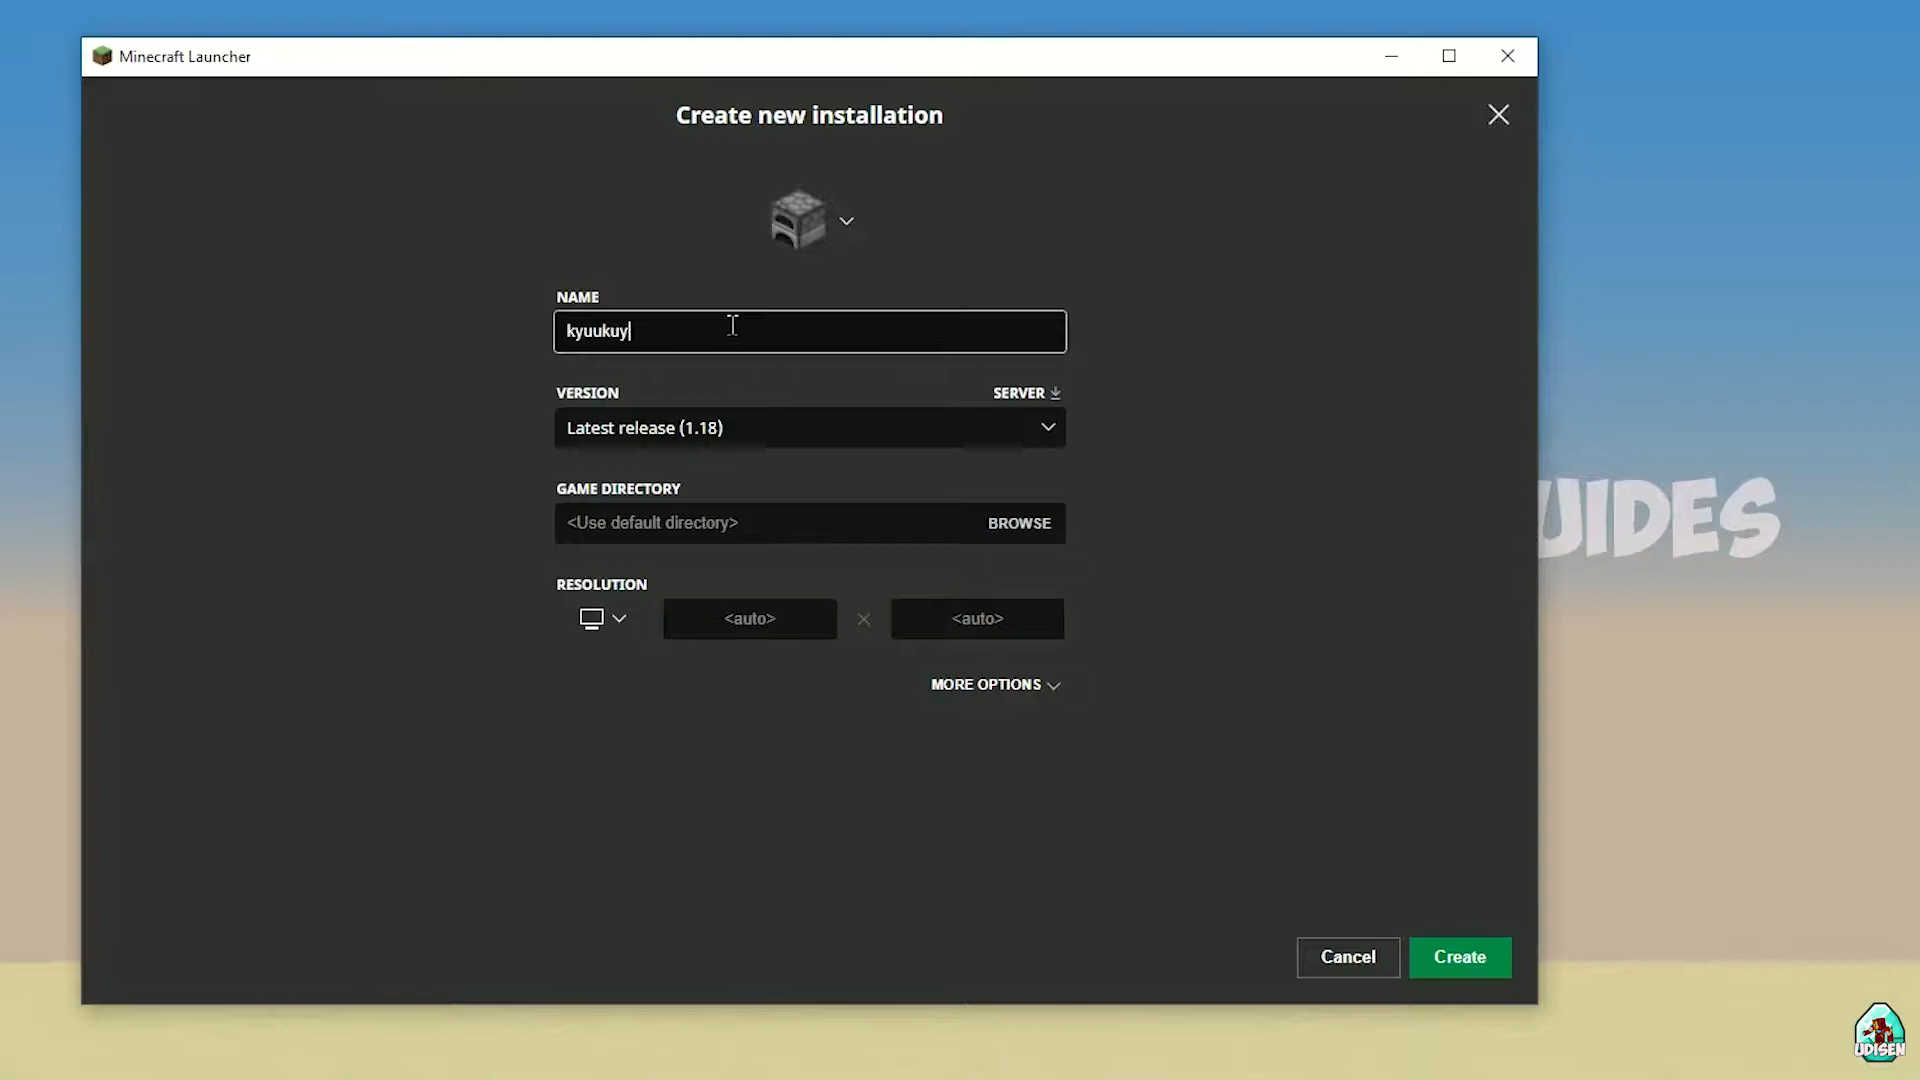 Minecraft Launcher
Create new installation
NAME
kyuukuy
VERSION
SERVER
Latest release (1.18)
GAME DIRECTORY
<Use default directory>
BROWSE
RESOLUTION
<auto>
<auto>
MORE OPTIONS
UIDES
Cancel
Create
UDISEN